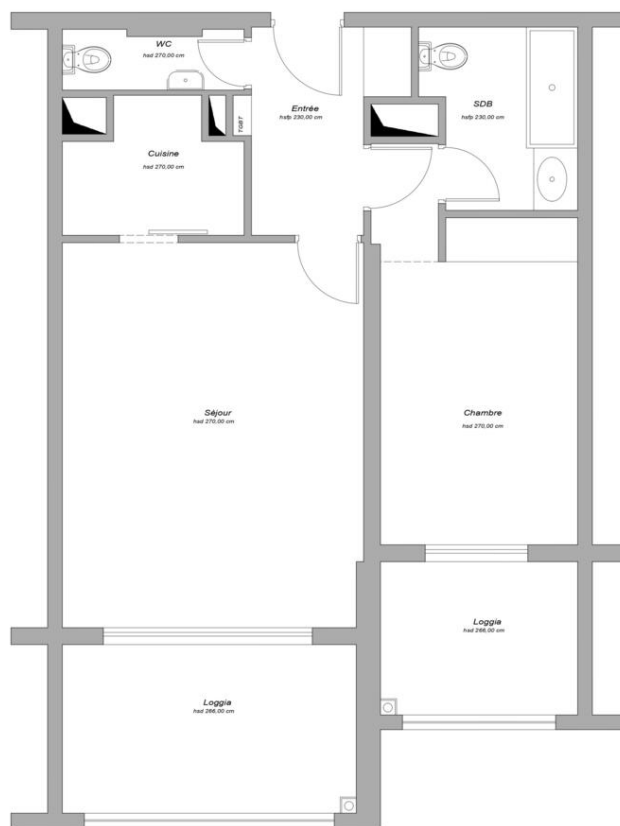 WC
hsd 270,00 cm
Entrée
hsfp 230,00 cm
SDB
hsfp 230,00 cm
TGBT
Cuisine
hsd 270,00 cm
Séjour
hsd 270,00 cm
Chambre
hsd 270,00 cm
Loggia
hsd 266,00 cm
Loggia
hsd 266,00 cm